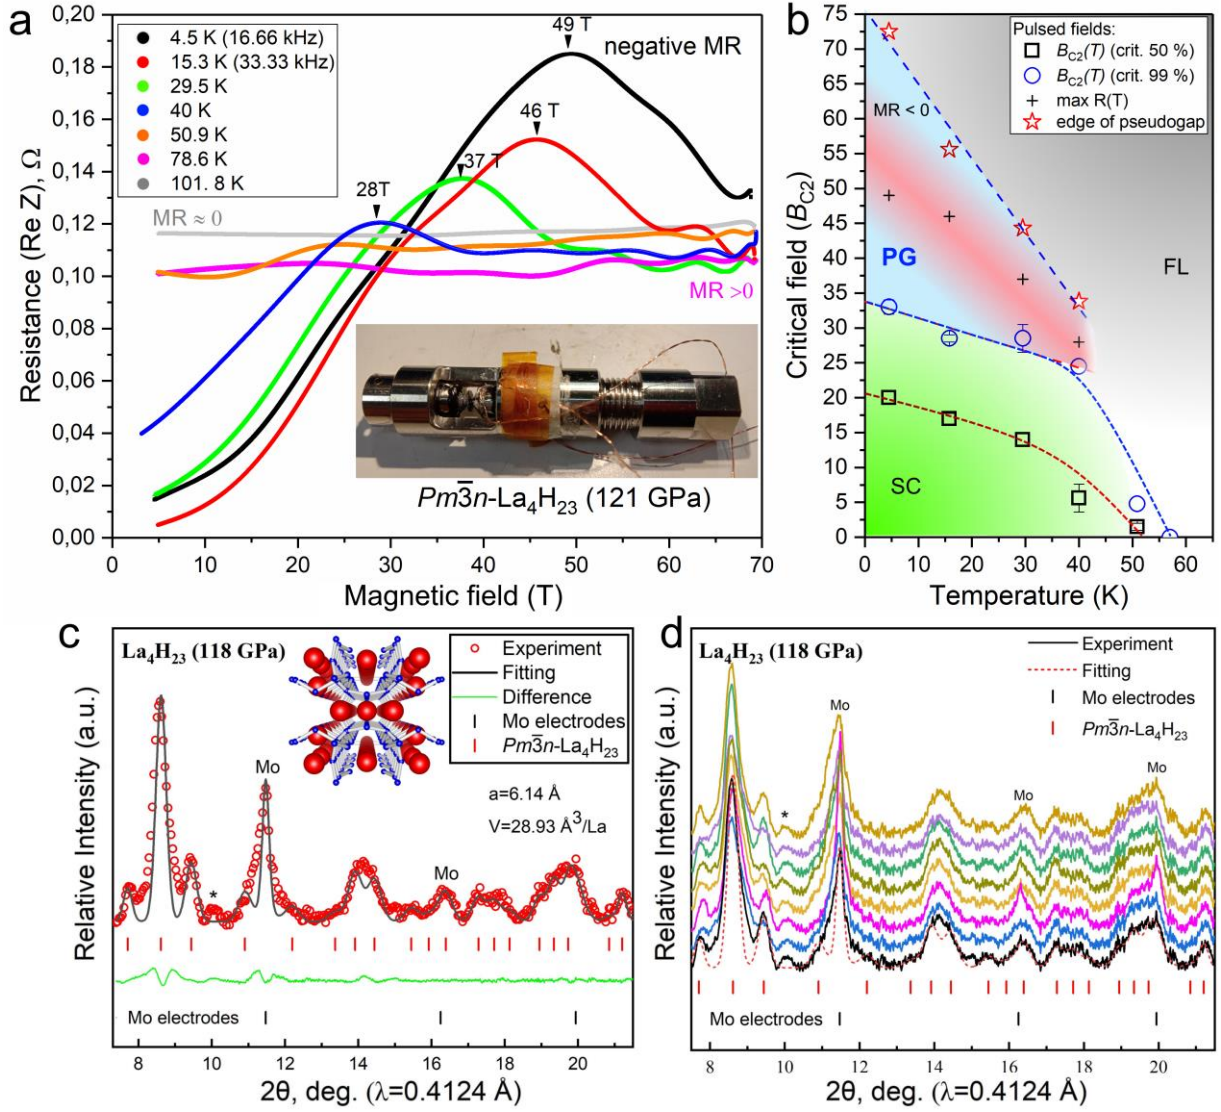 a
4.5 K (16.66 kHz)
15.3 K (33.33 kHz)
29.5 K
40 K
50.9 K
78.6 K
101. 8 K
49 T
negative MR
46 T
37 T
28T
MR ≈ 0
MR >0
Pm3̅n-La₄H₂₃ (121 GPa)
0,20
0,18
0,16
0,14
0,12
0,10
0,08
0,06
0,04
0,02
0,00
Resistance (Re Z), Ω
0 10 20 30 40 50 60 70
Magnetic field (T)
b
Pulsed fields:
B_C2(T) (crit. 50 %)
B_C2(T) (crit. 99 %)
max R(T)
edge of pseudogap
MR < 0
PG
FL
SC
75
70
65
60
55
50
45
40
35
30
25
20
15
10
5
0
Critical field (B_C2)
0 10 20 30 40 50 60
Temperature (K)
c
La₄H₂₃ (118 GPa)
Experiment
Fitting
Difference
Mo electrodes
Pm3̅n-La₄H₂₃
a=6.14 Å
V=28.93 Å³/La
Mo
*
Mo
Mo
Mo electrodes
Relative Intensity (a.u.)
8 10 12 14 16 18 20
2θ, deg. (λ=0.4124 Å)
d
La₄H₂₃ (118 GPa)
Experiment
Fitting
Mo electrodes
Pm3̅n-La₄H₂₃
Mo
*
Mo
Mo
Mo electrodes
Relative Intensity (a.u.)
8 10 12 14 16 18 20
2θ, deg. (λ=0.4124 Å)